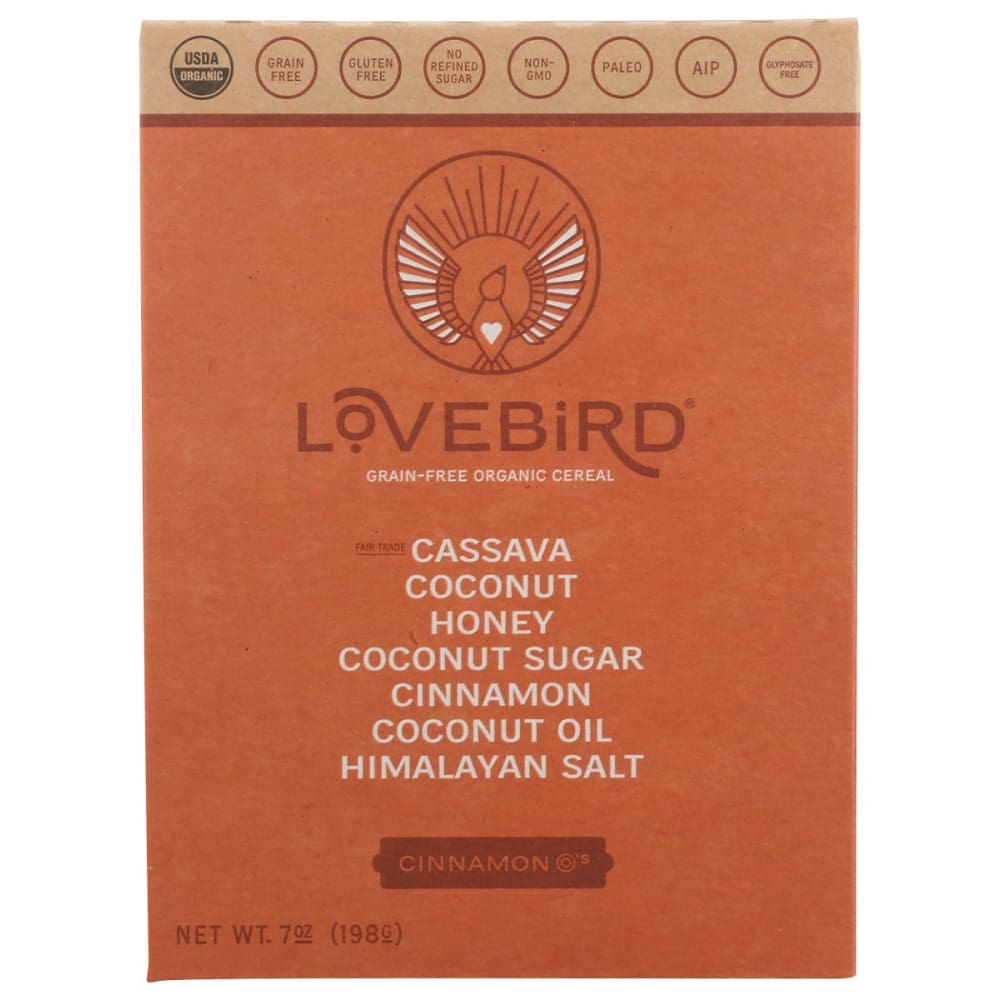 USDA
ORGANIC
GRAIN
FREE
GLUTEN
FREE
NO
REFINED
SUGAR
NON-
GMO
PALEO
AIP
GLYPHOSATE
FREE
LOVEBiRD®
GRAIN-FREE ORGANIC CEREAL
FAIR TRADE CASSAVA
COCONUT
HONEY
COCONUT SUGAR
CINNAMON
COCONUT OIL
HIMALAYAN SALT
CINNAMON O's
NET WT. 7OZ (198G)